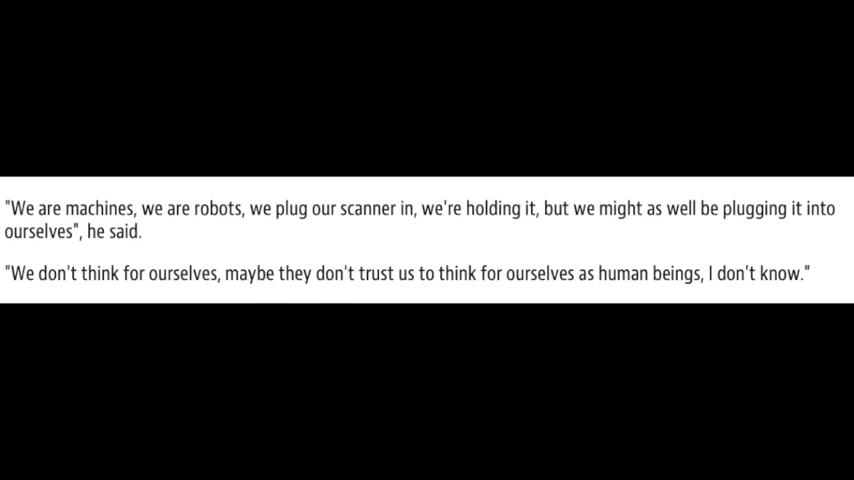 "We are machines, we are robots, we plug our scanner in, we're holding it, but we might as well be plugging it into
ourselves", he said.
"We don't think for ourselves, maybe they don't trust us to think for ourselves as human beings, I don't know."